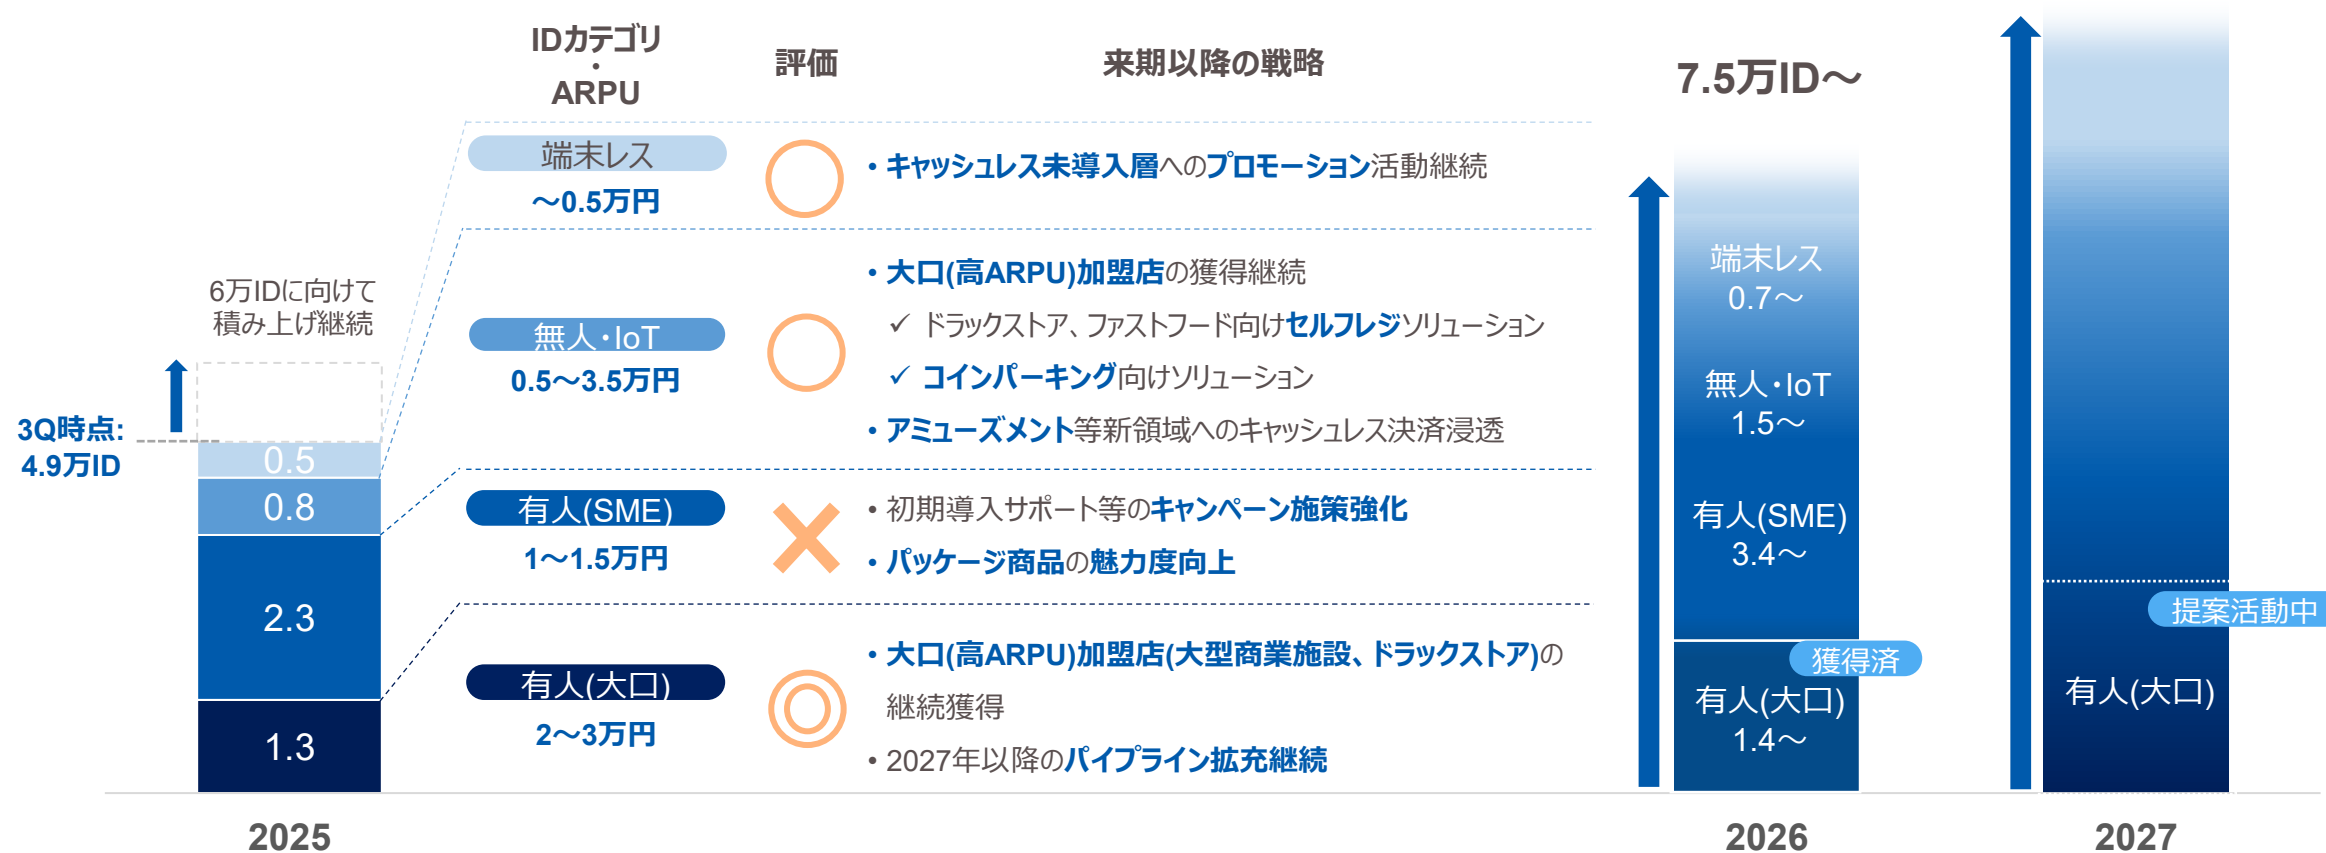 IDカテゴリ
・
ARPU
評価
来期以降の戦略
7.5万ID～
端末レス
～0.5万円
・キャッシュレス未導入層へのプロモーション活動継続
無人・IoT
0.5～3.5万円
・大口(高ARPU)加盟店の獲得継続
✓ ドラックストア、ファストフード向けセルフレジソリューション
✓ コインパーキング向けソリューション
・アミューズメント等新領域へのキャッシュレス決済浸透
有人(SME)
1～1.5万円
・初期導入サポート等のキャンペーン施策強化
・パッケージ商品の魅力度向上
有人(大口)
2～3万円
・大口(高ARPU)加盟店(大型商業施設、ドラックストア)の
継続獲得
・2027年以降のパイプライン拡充継続
6万IDに向けて
積み上げ継続
3Q時点:
4.9万ID
0.5
0.8
2.3
1.3
2025
端末レス
0.7～
無人・IoT
1.5～
有人(SME)
3.4～
獲得済
有人(大口)
1.4～
2026
提案活動中
有人(大口)
2027